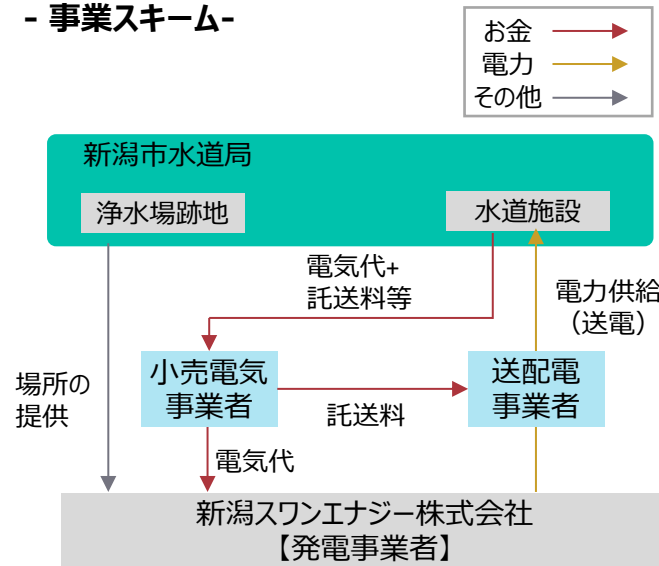 - 事業スキーム-
お金
電力
その他
新潟市水道局
浄水場跡地
水道施設
電気代+
託送料等
電力供給
（送電）
小売電気
事業者
送配電
事業者
場所の
提供
託送料
電気代
新潟スワンエナジー株式会社
【発電事業者】